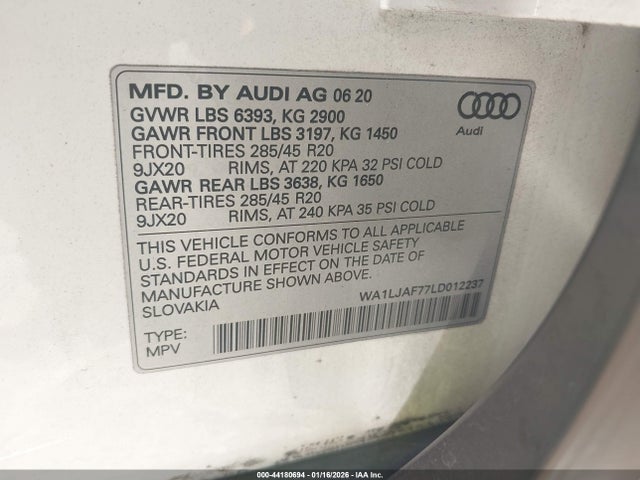 MFD. BY AUDI AG 06 20
GVWR LBS 6393, KG 2900
GAWR FRONT LBS 3197, KG 1450
FRONT-TIRES 285/45 R20
9JX20 RIMS, AT 220 KPA 32 PSI COLD
GAWR REAR LBS 3638, KG 1650
REAR-TIRES 285/45 R20
9JX20 RIMS, AT 240 KPA 35 PSI COLD
Audi
THIS VEHICLE CONFORMS TO ALL APPLICABLE
U.S. FEDERAL MOTOR VEHICLE SAFETY
STANDARDS IN EFFECT ON THE DATE OF
MANUFACTURE SHOWN ABOVE.
SLOVAKIA
WA1LJAF77LD012237
TYPE:
MPV
000-44180694 - 01/16/2026 - IAA Inc.